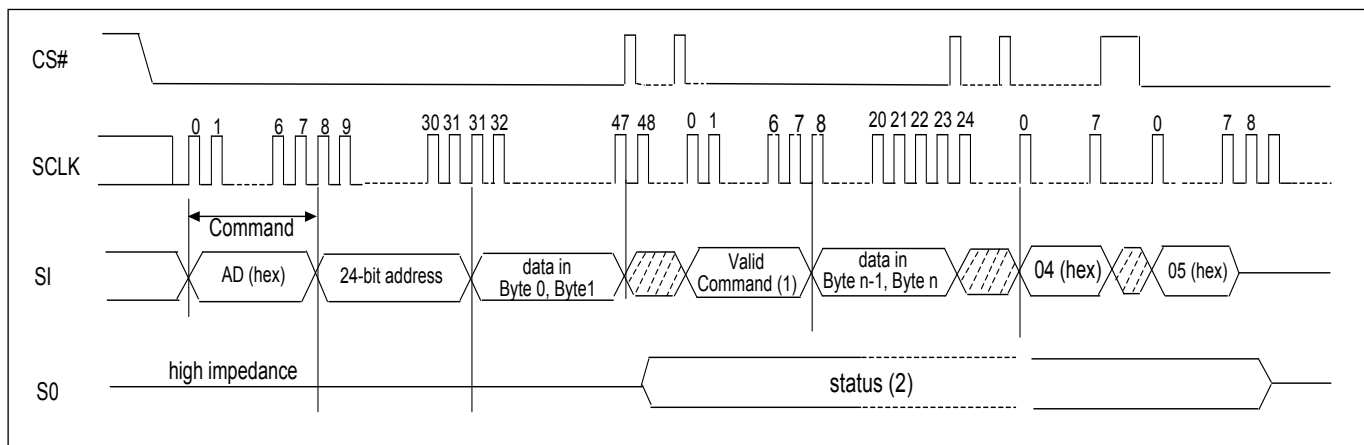 CS#
SCLK
0 1 6 7 8 9 30 31 31 32 47 48 0 1 6 7 8 20 21 22 23 24 0 7 0 7 8
Command
SI
AD (hex)
24-bit address
data in
Byte 0, Byte1
Valid
Command (1)
data in
Byte n-1, Byte n
04 (hex)
05 (hex)
S0
high impedance
status (2)